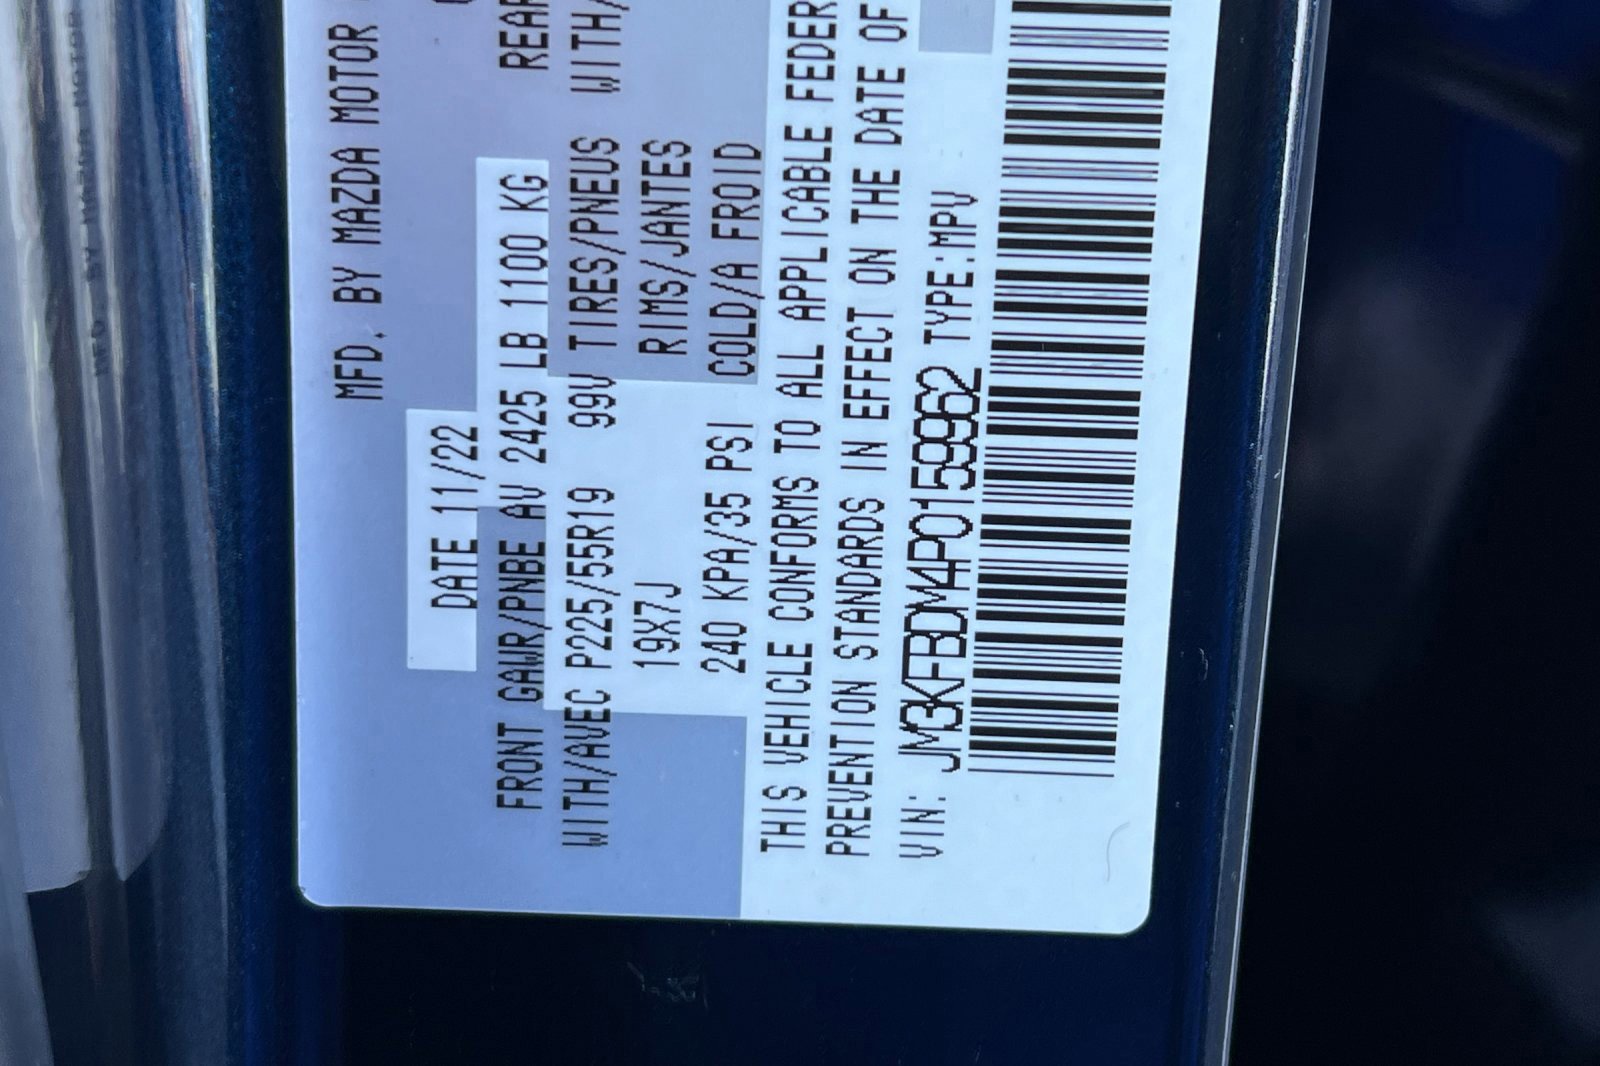 MFD. BY MAZDA MOTOR
DATE 11/22
FRONT GAWR/PNBE AV 2425 LB 1100 KG REAR
WITH/AVEC P225/55R19 99V TIRES/PNEUS WITH/
19X7J RIMS/JANTES
240 KPA/35 PSI COLD/A FROID
THIS VEHICLE CONFORMS TO ALL APPLICABLE FEDER
PREVENTION STANDARDS IN EFFECT ON THE DATE OF
VIN: JM3KFBDM4P0159962 TYPE:MPV